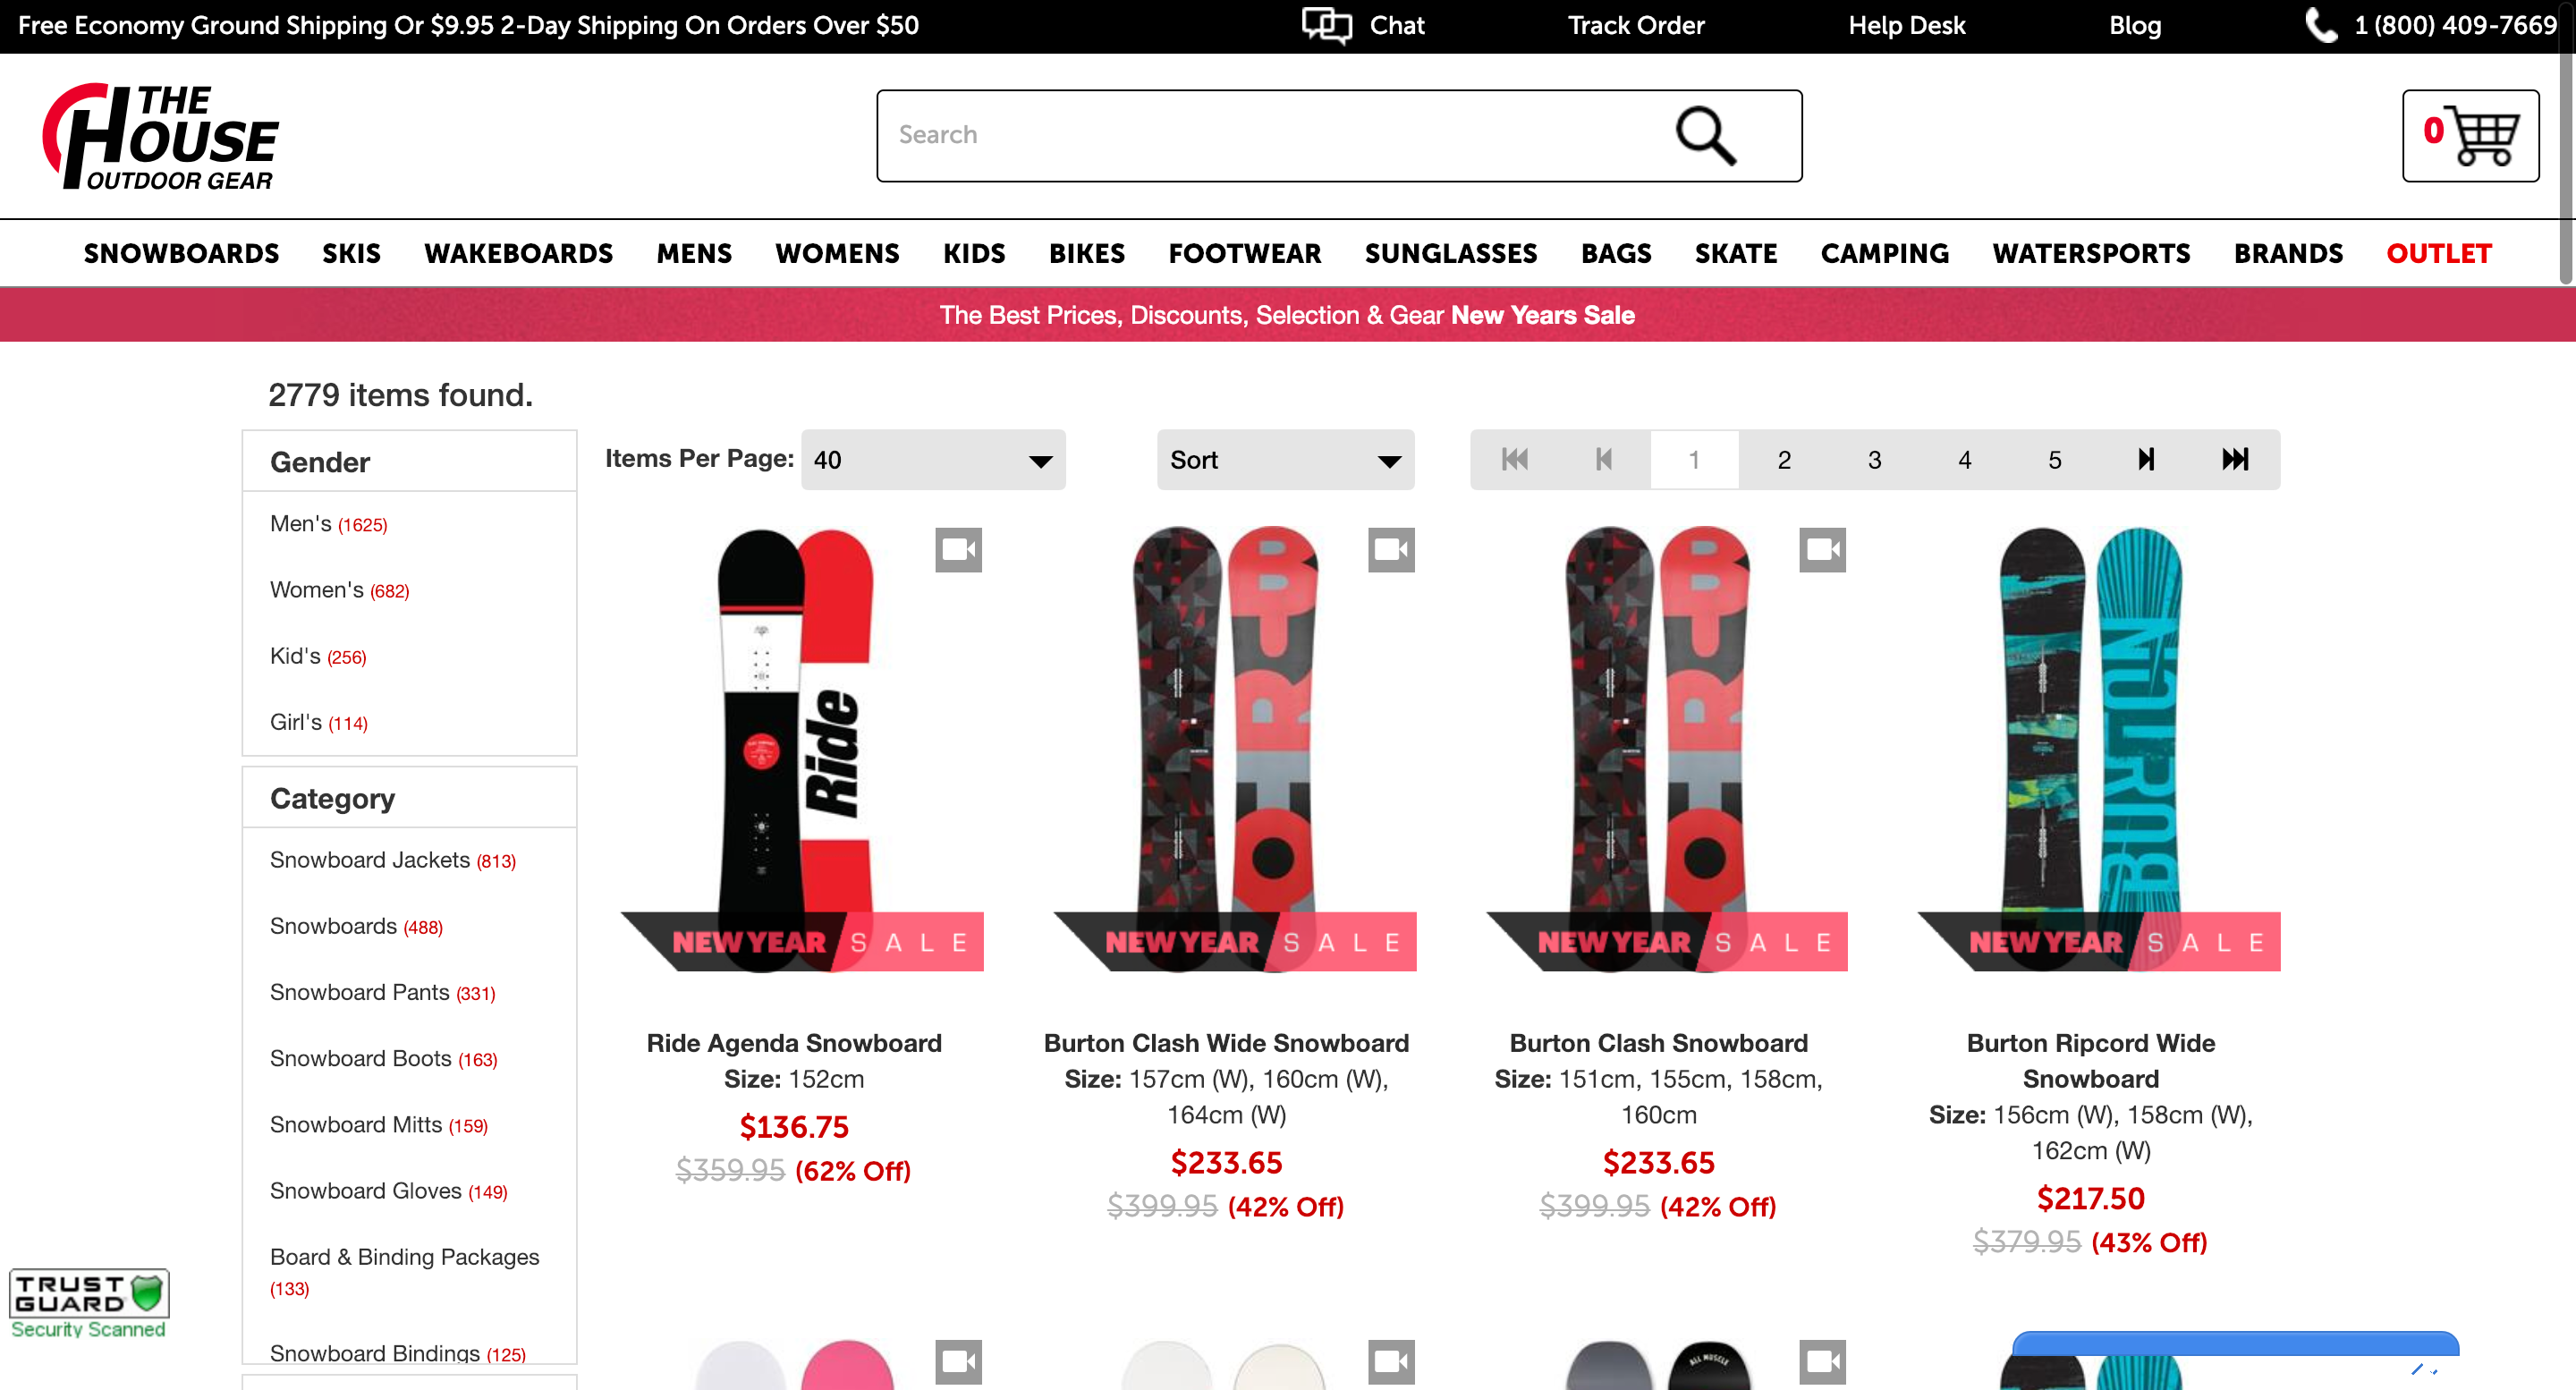 Free Economy Ground Shipping Or $9.95 2-Day Shipping On Orders Over $50
Chat
Track Order
Help Desk
Blog
1 (800) 409-7669
THE
HOUSE
OUTDOOR GEAR
Search
0
SNOWBOARDS SKIS WAKEBOARDS MENS WOMENS KIDS BIKES FOOTWEAR SUNGLASSES BAGS SKATE CAMPING WATERSPORTS BRANDS OUTLET
The Best Prices, Discounts, Selection & Gear New Years Sale
2779 items found.
Gender
Men's (1625)
Women's (682)
Kid's (256)
Girl's (114)
Category
Snowboard Jackets (813)
Snowboards (488)
Snowboard Pants (331)
Snowboard Boots (163)
Snowboard Mitts (159)
Snowboard Gloves (149)
Board & Binding Packages
(133)
Snowboard Bindings (125)
Items Per Page: 40
Sort
1 2 3 4 5
Ride
NEW YEAR SALE
Ride Agenda Snowboard
Size: 152cm
$136.75
$359.95 (62% Off)
NEW YEAR SALE
Burton Clash Wide Snowboard
Size: 157cm (W), 160cm (W),
164cm (W)
$233.65
$399.95 (42% Off)
NEW YEAR SALE
Burton Clash Snowboard
Size: 151cm, 155cm, 158cm,
160cm
$233.65
$399.95 (42% Off)
BURTON
NEW YEAR SALE
Burton Ripcord Wide
Snowboard
Size: 156cm (W), 158cm (W),
162cm (W)
$217.50
$379.95 (43% Off)
ALL MUSCLE
TRUST
GUARD
Security Scanned